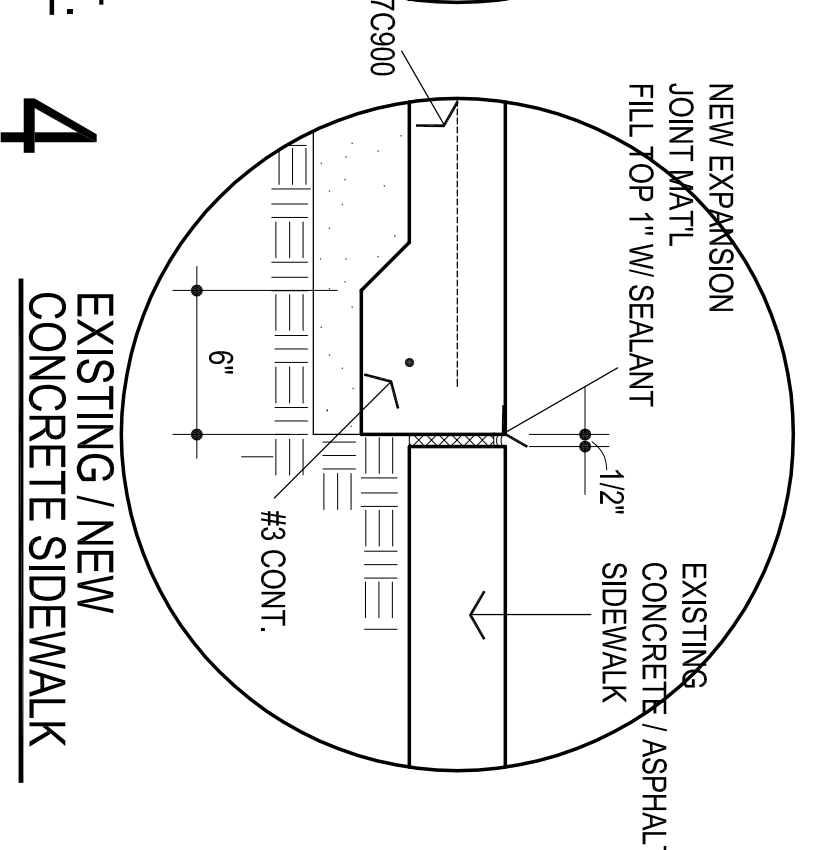 7C900
NEW EXPANSION
JOINT MAT'L
FILL TOP 1" W/ SEALANT
1/2"
EXISTING
CONCRETE / ASPHALT
SIDEWALK
6"
#3 CONT.
4
EXISTING / NEW
CONCRETE SIDEWALK